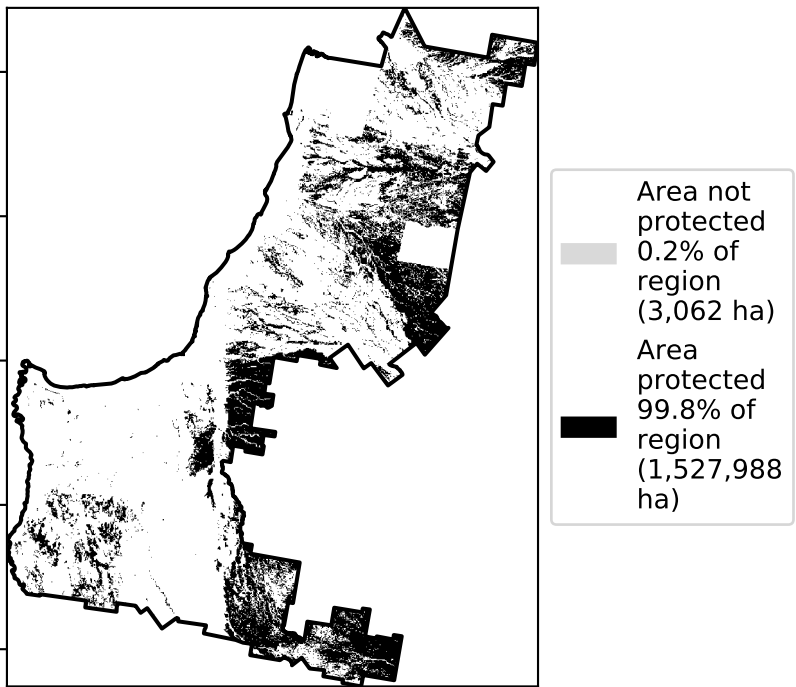 Area not
protected
0.2% of
region
(3,062 ha)
Area
protected
99.8% of
region
(1,527,988
ha)